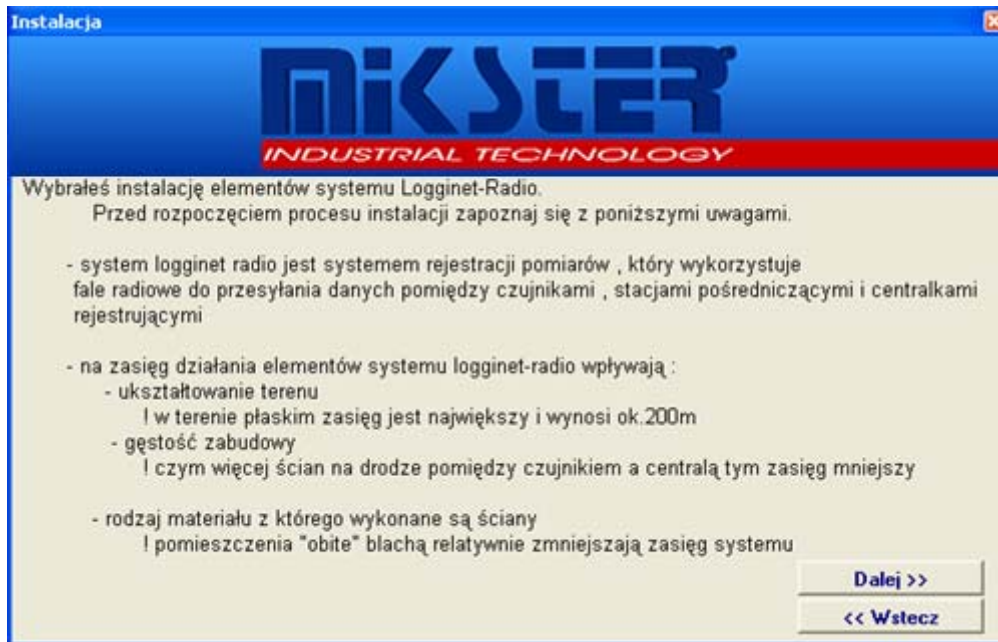 Instalacja
MiKSTER
INDUSTRIAL TECHNOLOGY
Wybrałeś instalację elementów systemu Logginet-Radio.
Przed rozpoczęciem procesu instalacji zapoznaj się z poniższymi uwagami.
- system logginet radio jest systemem rejestracji pomiarów , który wykorzystuje
fale radiowe do przesyłania danych pomiędzy czujnikami , stacjami pośredniczącymi i centralkami
rejestrującymi
- na zasięg działania elementów systemu logginet-radio wpływają :
- ukształtowanie terenu
! w terenie płaskim zasięg jest największy i wynosi ok.200m
- gęstość zabudowy
! czym więcej ścian na drodze pomiędzy czujnikiem a centralą tym zasięg mniejszy
- rodzaj materiału z którego wykonane są ściany
! pomieszczenia "obite" blachą relatywnie zmniejszają zasięg systemu
Dalej >>
<< Wstecz